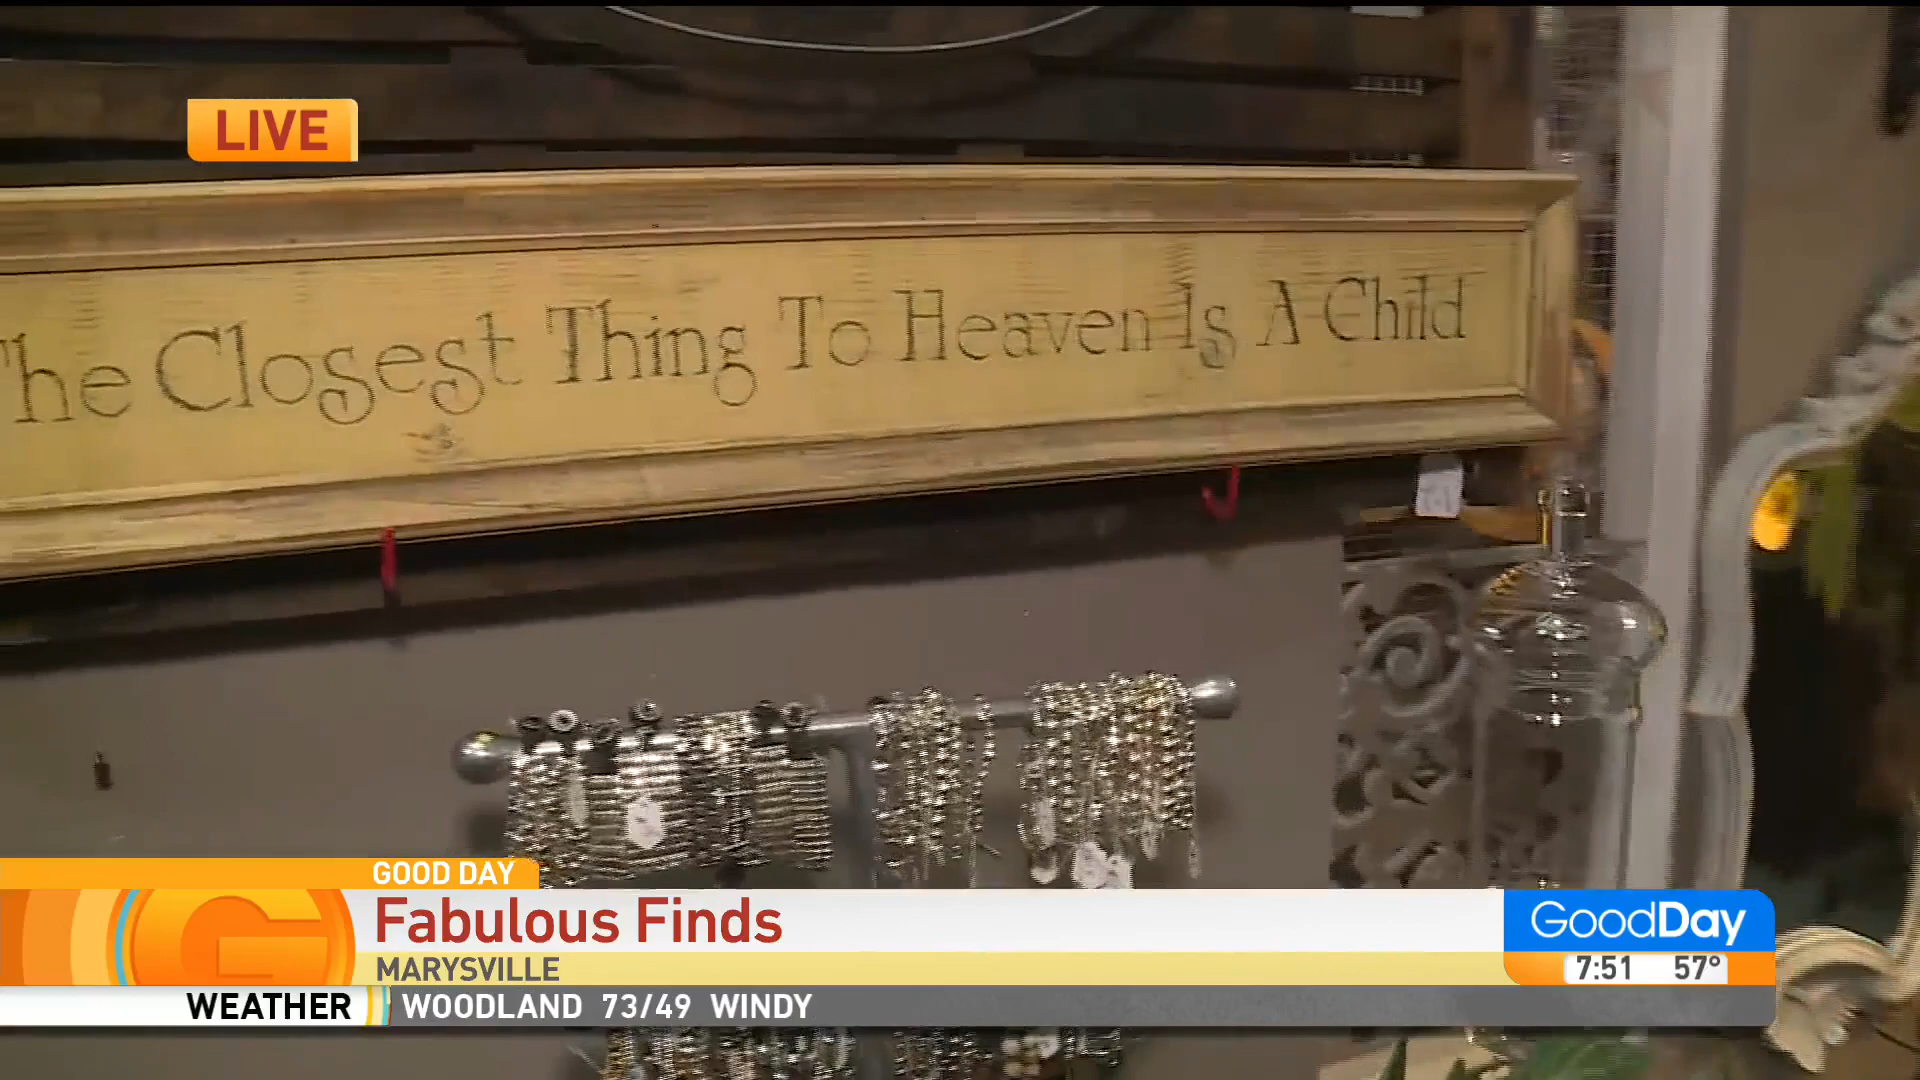 LIVE
The Closest Thing To Heaven Is A Child
GOOD DAY
Fabulous Finds
MARYSVILLE
GoodDay
7:51 57°
WEATHER WOODLAND 73/49 WINDY